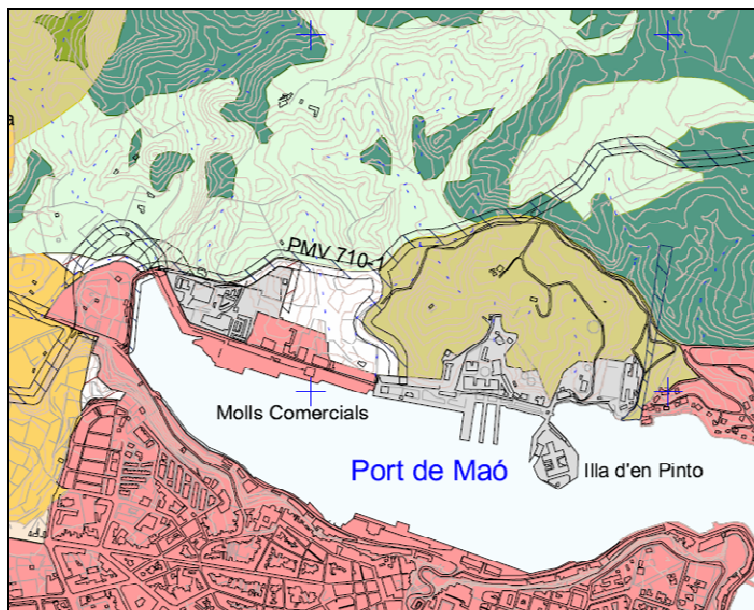 a
PMV 710-1
Molls Comercials
Port de Maó
Illa d'en Pinto